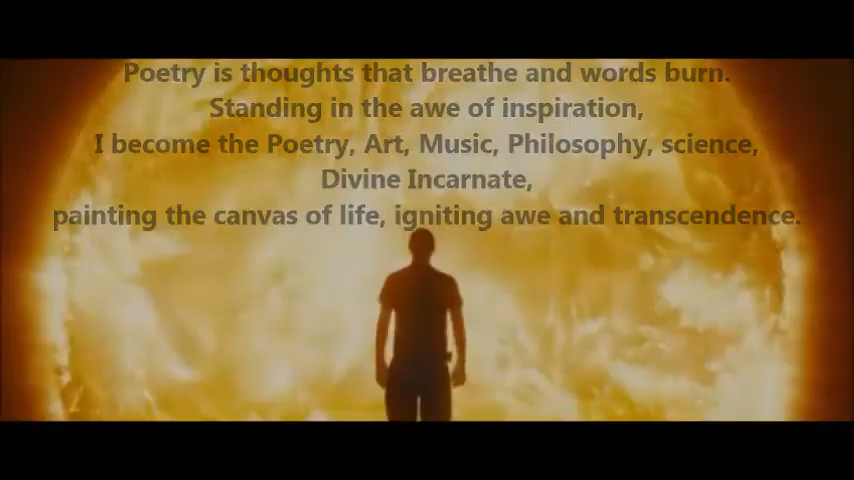 Poetry is thoughts that breathe and words burn.
Standing in the awe of inspiration,
I become the Poetry, Art, Music, Philosophy, science,
Divine Incarnate,
painting the canvas of life, igniting awe and transcendence.